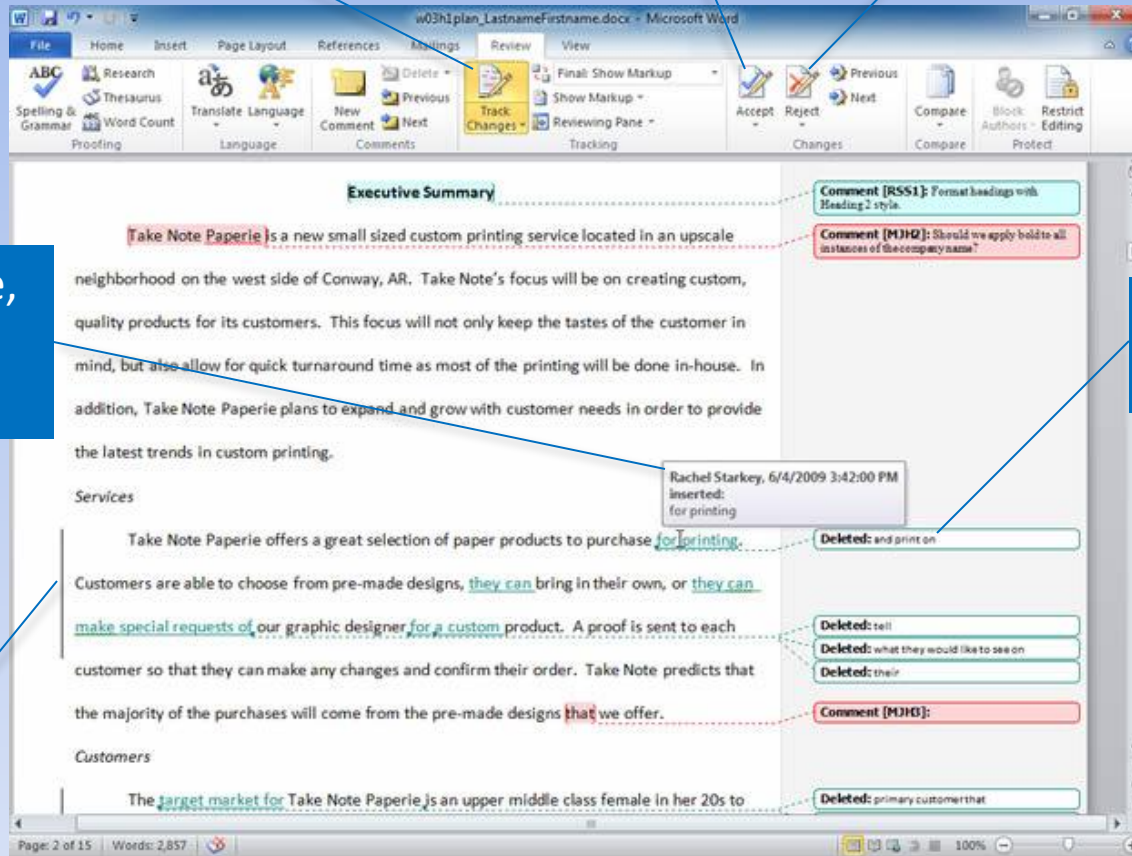 w03h1plan_LastnameFirstname.docx - Microsoft Word
File Home Insert Page Layout References Mailings Review View
ABC Spelling & Grammar
Research
Thesaurus
Word Count
Proofing
Translate Language
Language
New Comment
Delete
Previous
Next
Comments
Track Changes
Final: Show Markup
Show Markup
Reviewing Pane
Tracking
Accept Reject
Previous
Next
Changes
Compare
Compare
Block Authors
Restrict Editing
Protect
Executive Summary
Comment [RSS1]: Format headings with
Heading 2 style.
Take Note Paperie is a new small sized custom printing service located in an upscale
Comment [MJH2]: Should we apply bold to all
instances of the company name?
neighborhood on the west side of Conway, AR. Take Note's focus will be on creating custom,
quality products for its customers. This focus will not only keep the tastes of the customer in
mind, but also allow for quick turnaround time as most of the printing will be done in-house. In
addition, Take Note Paperie plans to expand and grow with customer needs in order to provide
the latest trends in custom printing.
Rachel Starkey, 6/4/2009 3:42:00 PM
inserted:
for printing
Services
Take Note Paperie offers a great selection of paper products to purchase for printing.
Deleted: and print on
Customers are able to choose from pre-made designs, they can bring in their own, or they can
make special requests of our graphic designer for a custom product. A proof is sent to each
Deleted: tell
Deleted: what they would like to see on
Deleted: their
customer so that they can make any changes and confirm their order. Take Note predicts that
the majority of the purchases will come from the pre-made designs that we offer.
Comment [MJH3]:
Customers
The target market for Take Note Paperie is an upper middle class female in her 20s to
Deleted: primary customer that
Page: 2 of 15 Words: 2,857
100%